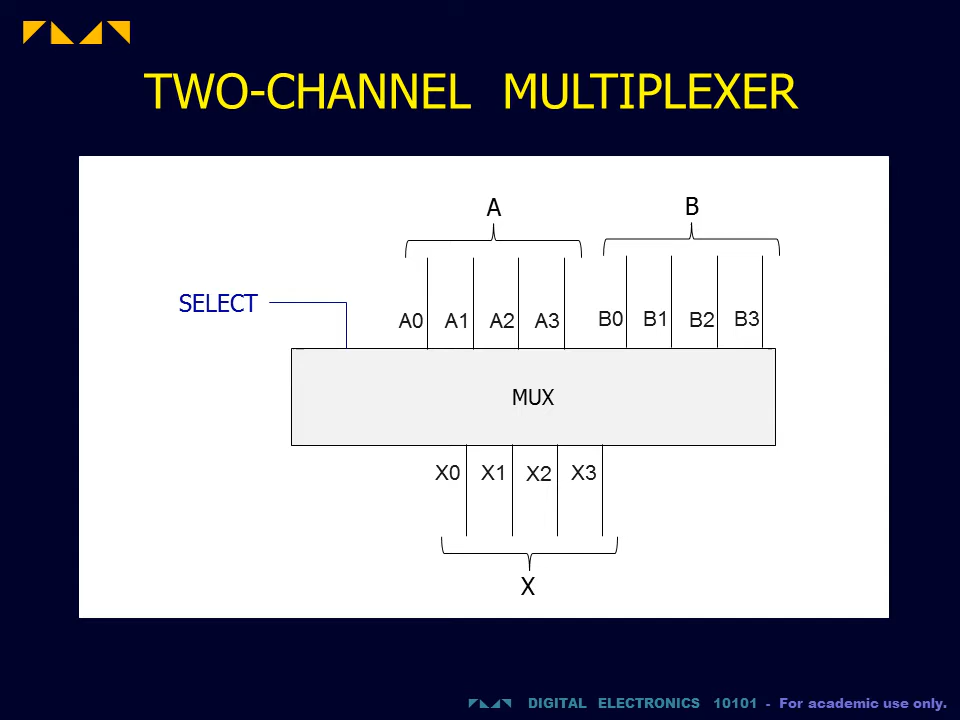 TWO-CHANNEL MULTIPLEXER
A B
SELECT
A0 A1 A2 A3 B0 B1 B2 B3
MUX
X0 X1 X2 X3
X
DIGITAL ELECTRONICS 10101 - For academic use only.